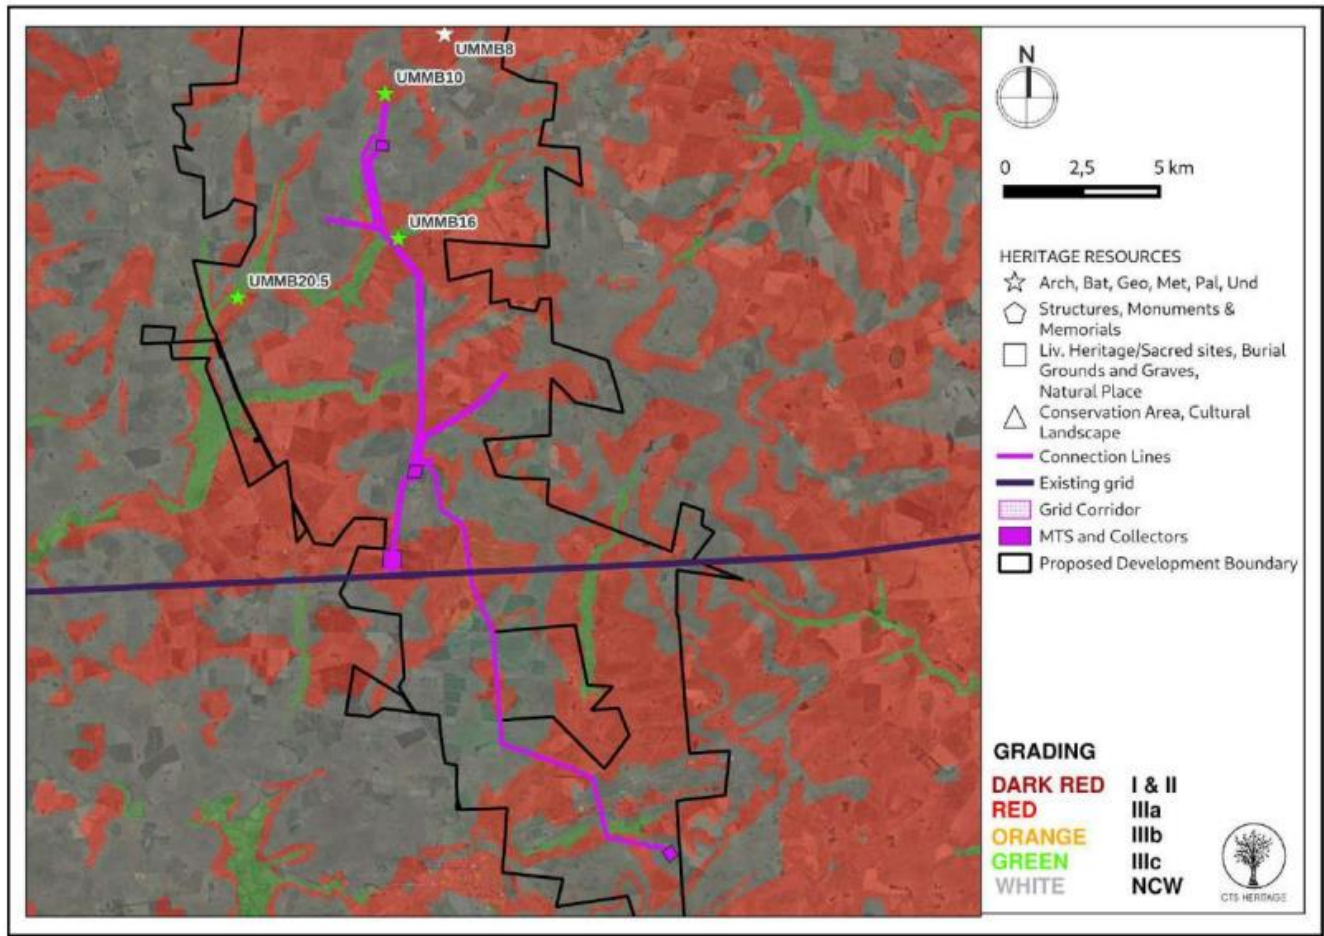 UMMB8
UMMB10
UMMB16
UMMB20.5
N
0 2,5 5 km
HERITAGE RESOURCES
Arch, Bat, Geo, Met, Pal, Und
Structures, Monuments &
Memorials
Liv. Heritage/Sacred sites, Burial
Grounds and Graves,
Natural Place
Conservation Area, Cultural
Landscape
Connection Lines
Existing grid
Grid Corridor
MTS and Collectors
Proposed Development Boundary
GRADING
DARK RED I & II
RED IIIa
ORANGE IIIb
GREEN IIIc
WHITE NCW
CTS HERITAGE